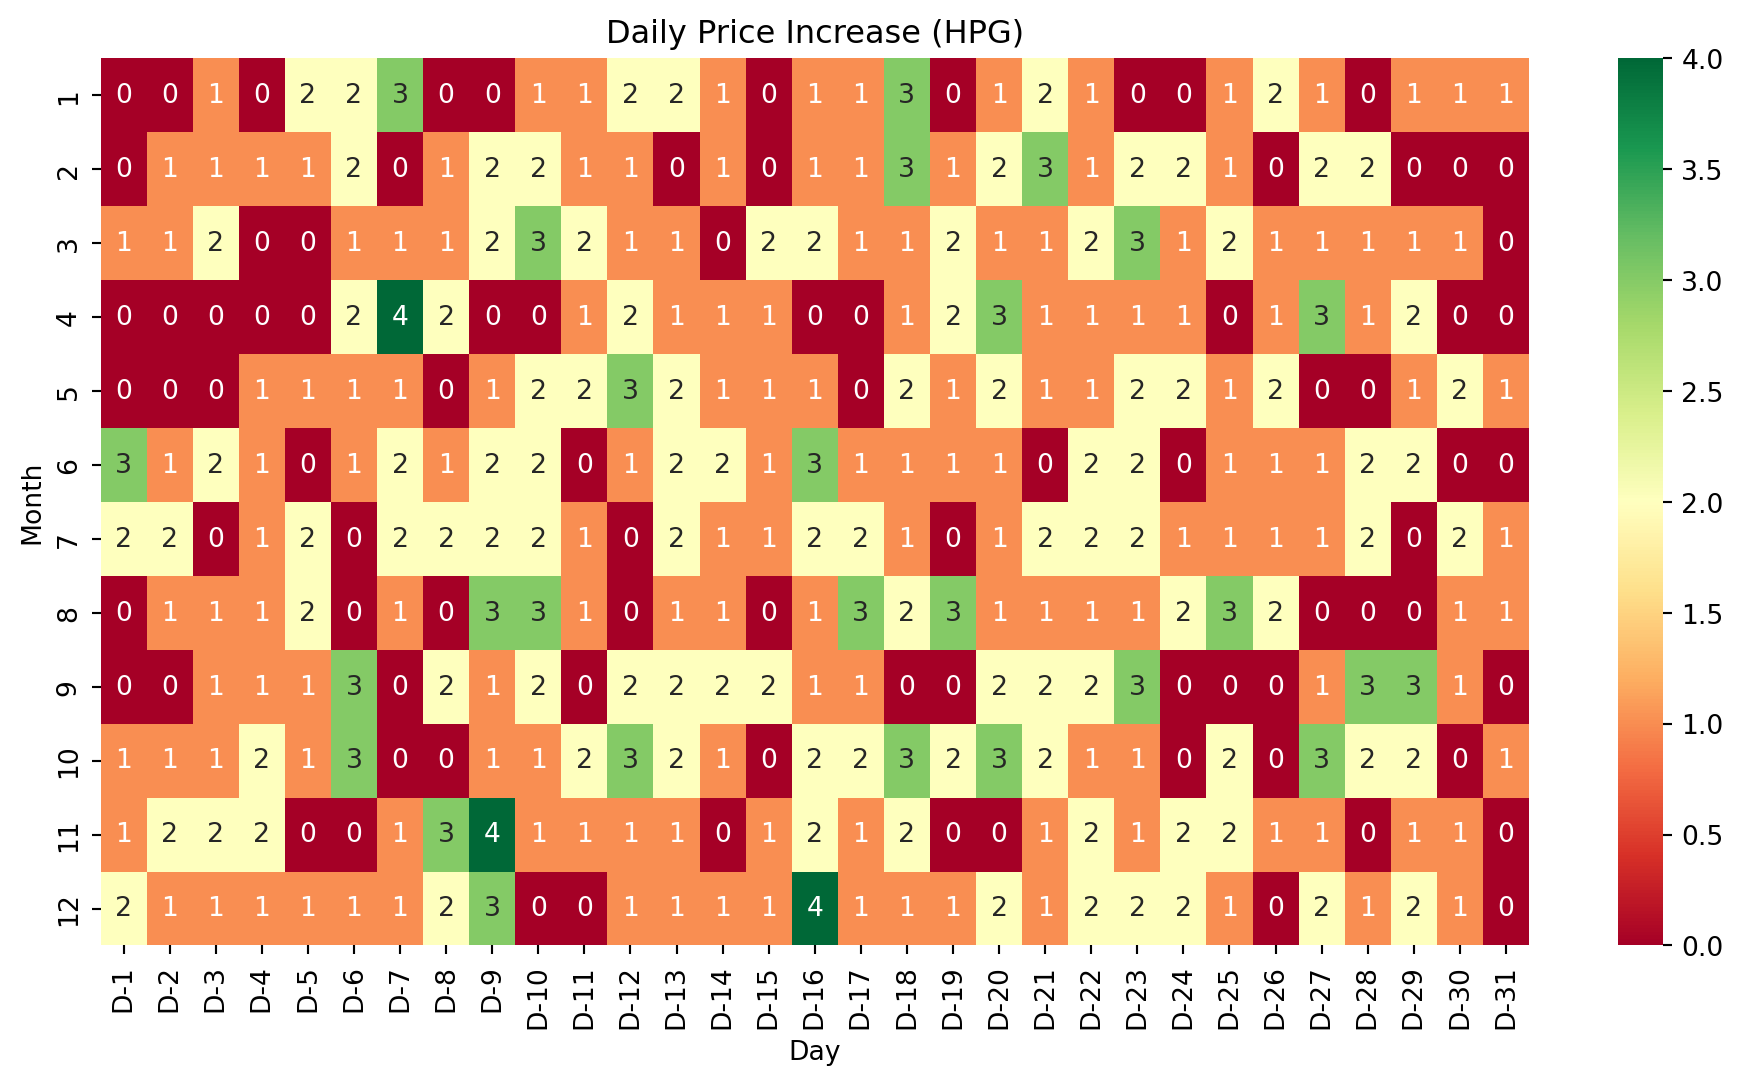 Daily Price Increase (HPG)
1 0 0 1 0 2 2 3 0 0 1 1 2 2 1 0 1 1 3 0 1 2 1 0 0 1 2 1 0 1 1 1
2 0 1 1 1 1 2 0 1 2 2 1 1 0 1 0 1 1 3 1 2 3 1 2 2 1 0 2 2 0 0 0
3 1 1 2 0 0 1 1 1 2 3 2 1 1 0 2 2 1 1 2 1 1 2 3 1 2 1 1 1 1 1 0
4 0 0 0 0 0 2 4 2 0 0 1 2 1 1 1 0 0 1 2 3 1 1 1 1 0 1 3 1 2 0 0
5 0 0 0 1 1 1 1 0 1 2 2 3 2 1 1 1 0 2 1 2 1 1 2 2 1 2 0 0 1 2 1
6 3 1 2 1 0 1 2 1 2 2 0 1 2 2 1 3 1 1 1 1 0 2 2 0 1 1 1 2 2 0 0
7 2 2 0 1 2 0 2 2 2 2 1 0 2 1 1 2 2 1 0 1 2 2 2 1 1 1 1 2 0 2 1
8 0 1 1 1 2 0 1 0 3 3 1 0 1 1 0 1 3 2 3 1 1 1 1 2 3 2 0 0 0 1 1
9 0 0 1 1 1 3 0 2 1 2 0 2 2 2 2 1 1 0 0 2 2 2 3 0 0 0 1 3 3 1 0
10 1 1 1 2 1 3 0 0 1 1 2 3 2 1 0 2 2 3 2 3 2 1 1 0 2 0 3 2 2 0 1
11 1 2 2 2 0 0 1 3 4 1 1 1 1 0 1 2 1 2 0 0 1 2 1 2 2 1 1 0 1 1 0
12 2 1 1 1 1 1 1 2 3 0 0 1 1 1 1 4 1 1 1 2 1 2 2 2 1 0 2 1 2 1 0
Month
D-1 D-2 D-3 D-4 D-5 D-6 D-7 D-8 D-9 D-10 D-11 D-12 D-13 D-14 D-15 D-16 D-17 D-18 D-19 D-20 D-21 D-22 D-23 D-24 D-25 D-26 D-27 D-28 D-29 D-30 D-31
Day
4.0
3.5
3.0
2.5
2.0
1.5
1.0
0.5
0.0